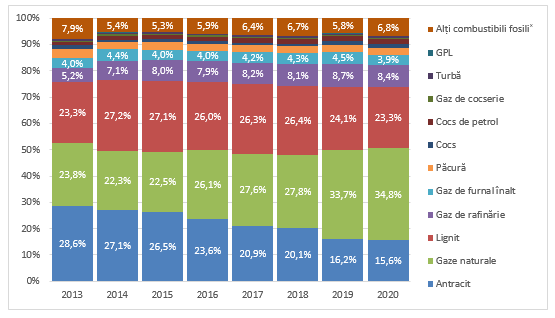 100%
90%
80%
70%
60%
50%
40%
30%
20%
10%
0%
7,9% 5,4% 5,3% 5,9% 6,4% 6,7% 5,8% 6,8%
4,0% 4,4% 4,0% 4,0% 4,2% 4,3% 4,5% 3,9%
5,2% 7,1% 8,0% 7,9% 8,2% 8,1% 8,7% 8,4%
23,3% 27,2% 27,1% 26,0% 26,3% 26,4% 24,1% 23,3%
23,8% 22,3% 22,5% 26,1% 27,6% 27,8% 33,7% 34,8%
28,6% 27,1% 26,5% 23,6% 20,9% 20,1% 16,2% 15,6%
2013 2014 2015 2016 2017 2018 2019 2020
Alți combustibili fosili*
GPL
Turbă
Gaz de cocserie
Cocs de petrol
Cocs
Păcură
Gaz de furnal înalt
Gaz de rafinărie
Lignit
Gaze naturale
Antracit